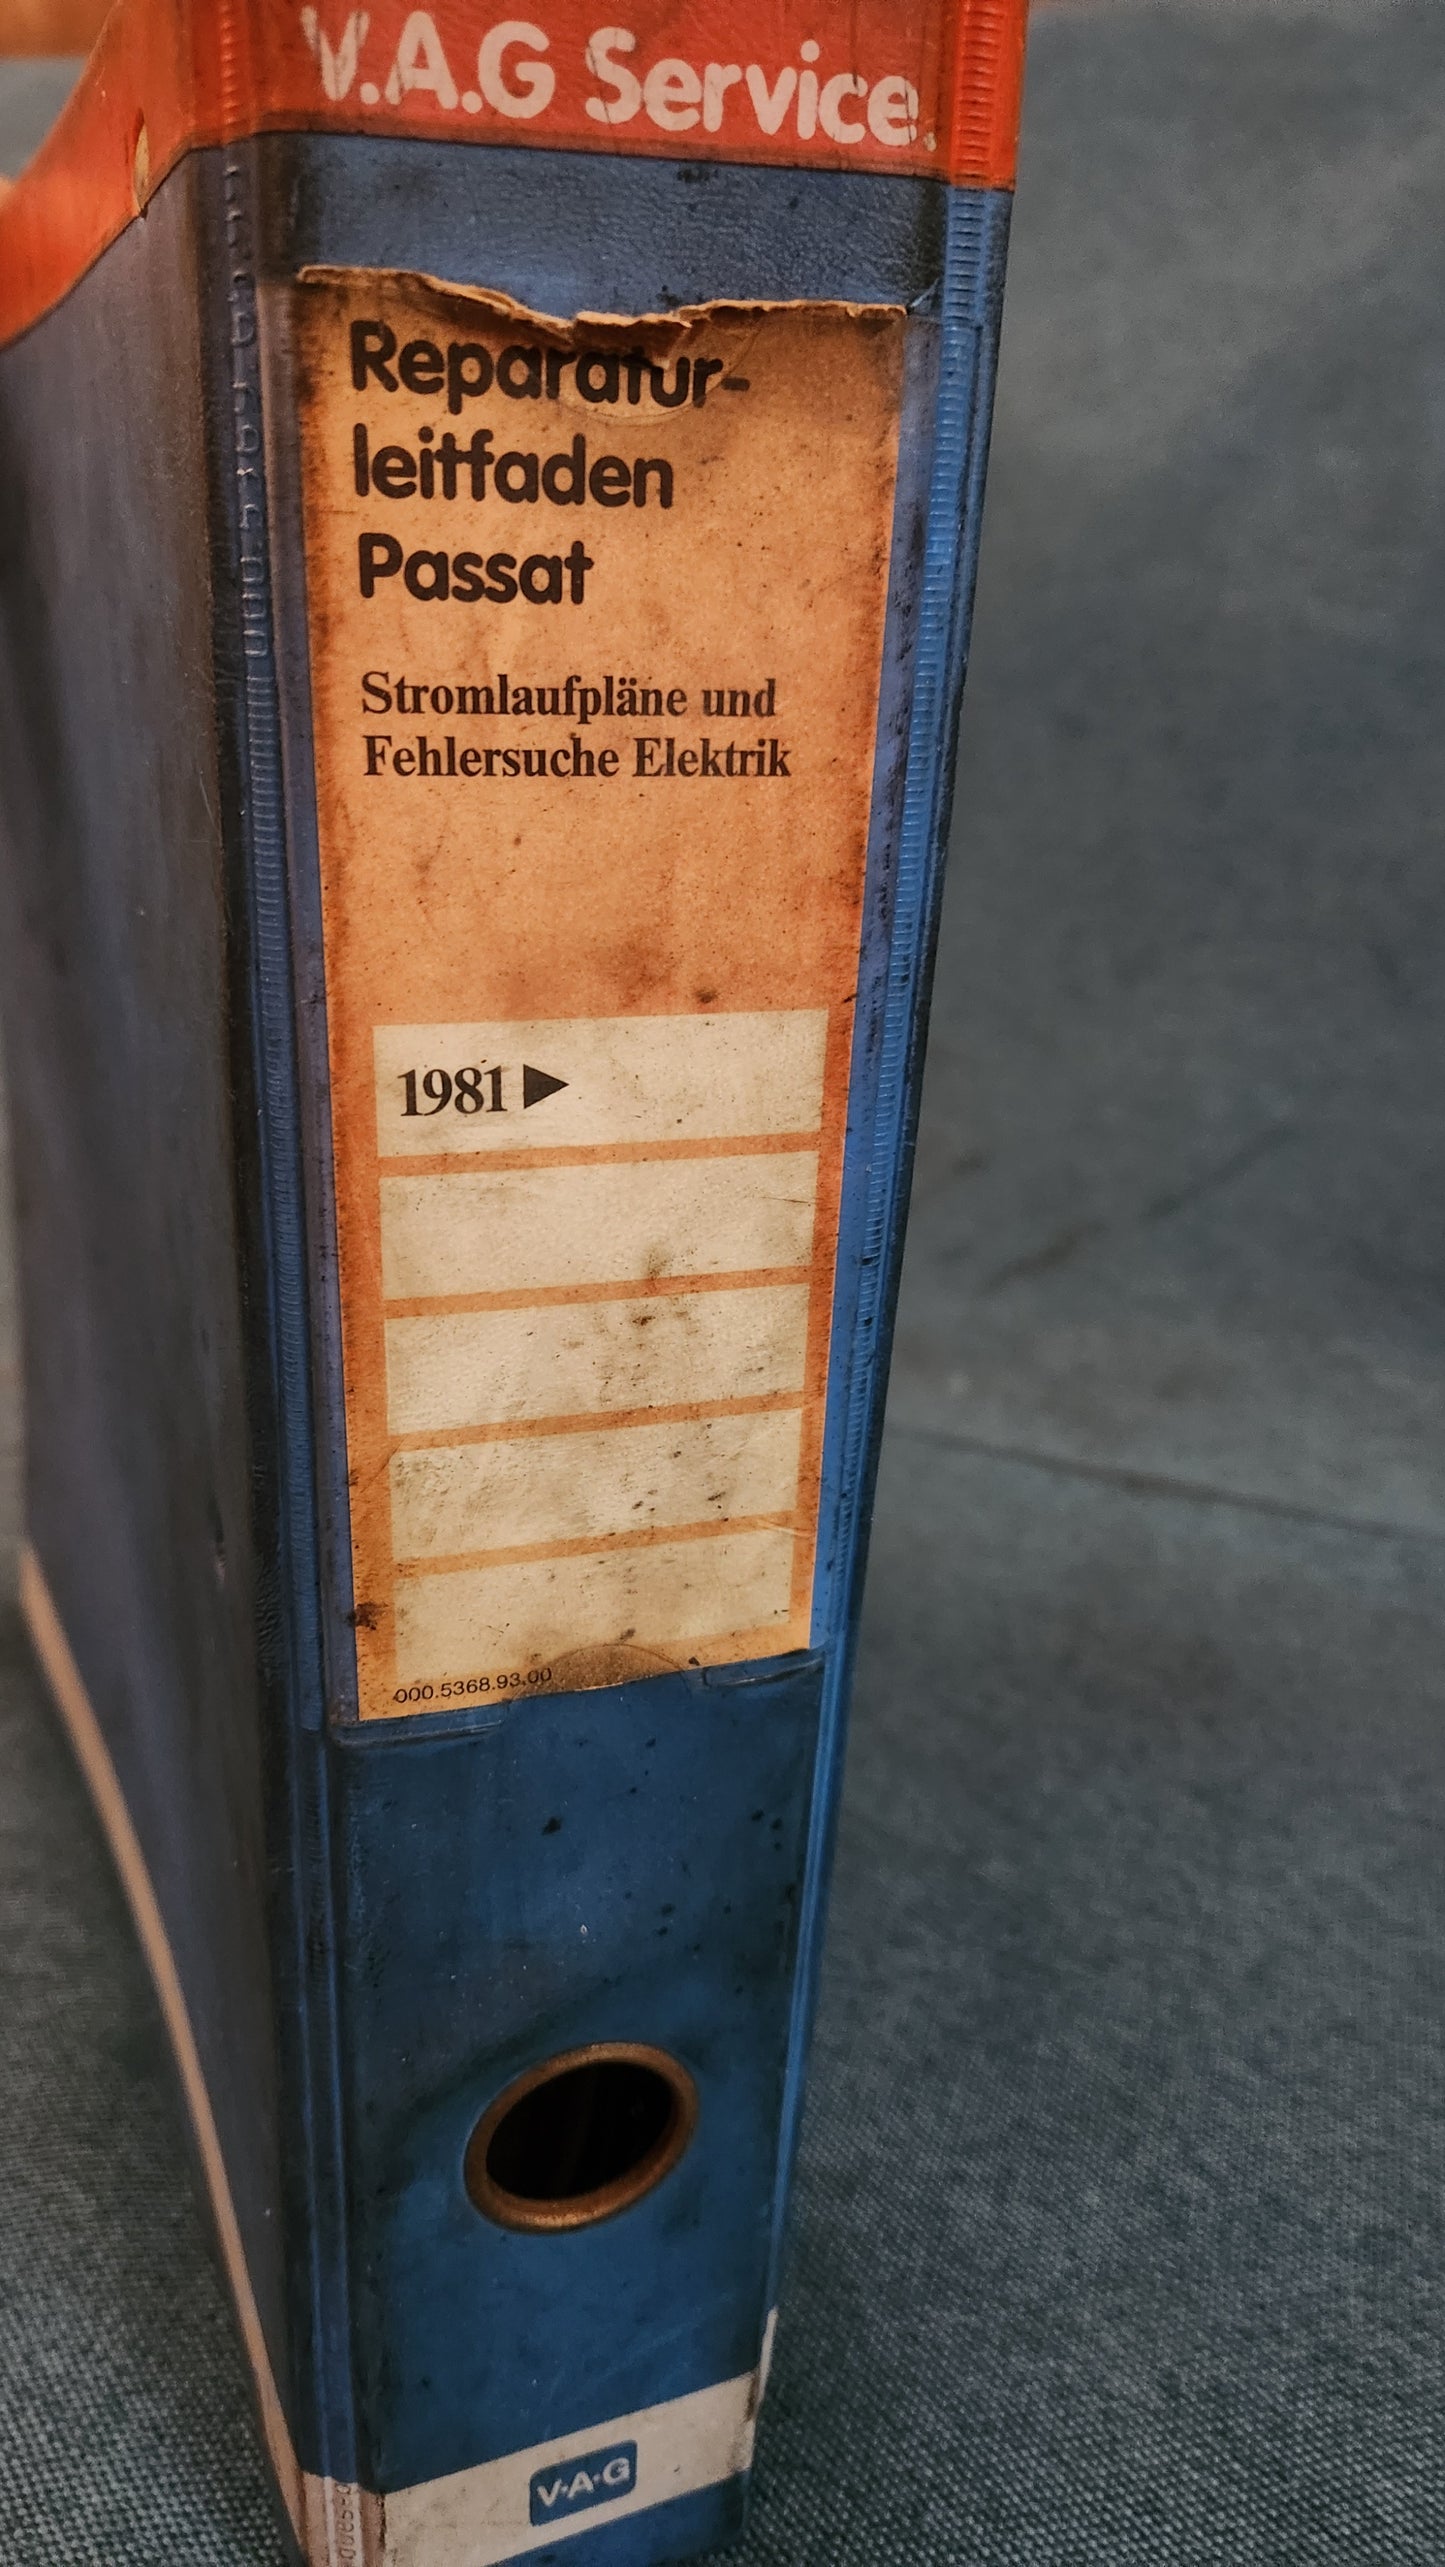 V.A.G Service.
Reparatur-
leitfaden
Passat
Stromlaufpläne und
Fehlersuche Elektrik
1981 ▶
000.5368.93.00
V·A·G